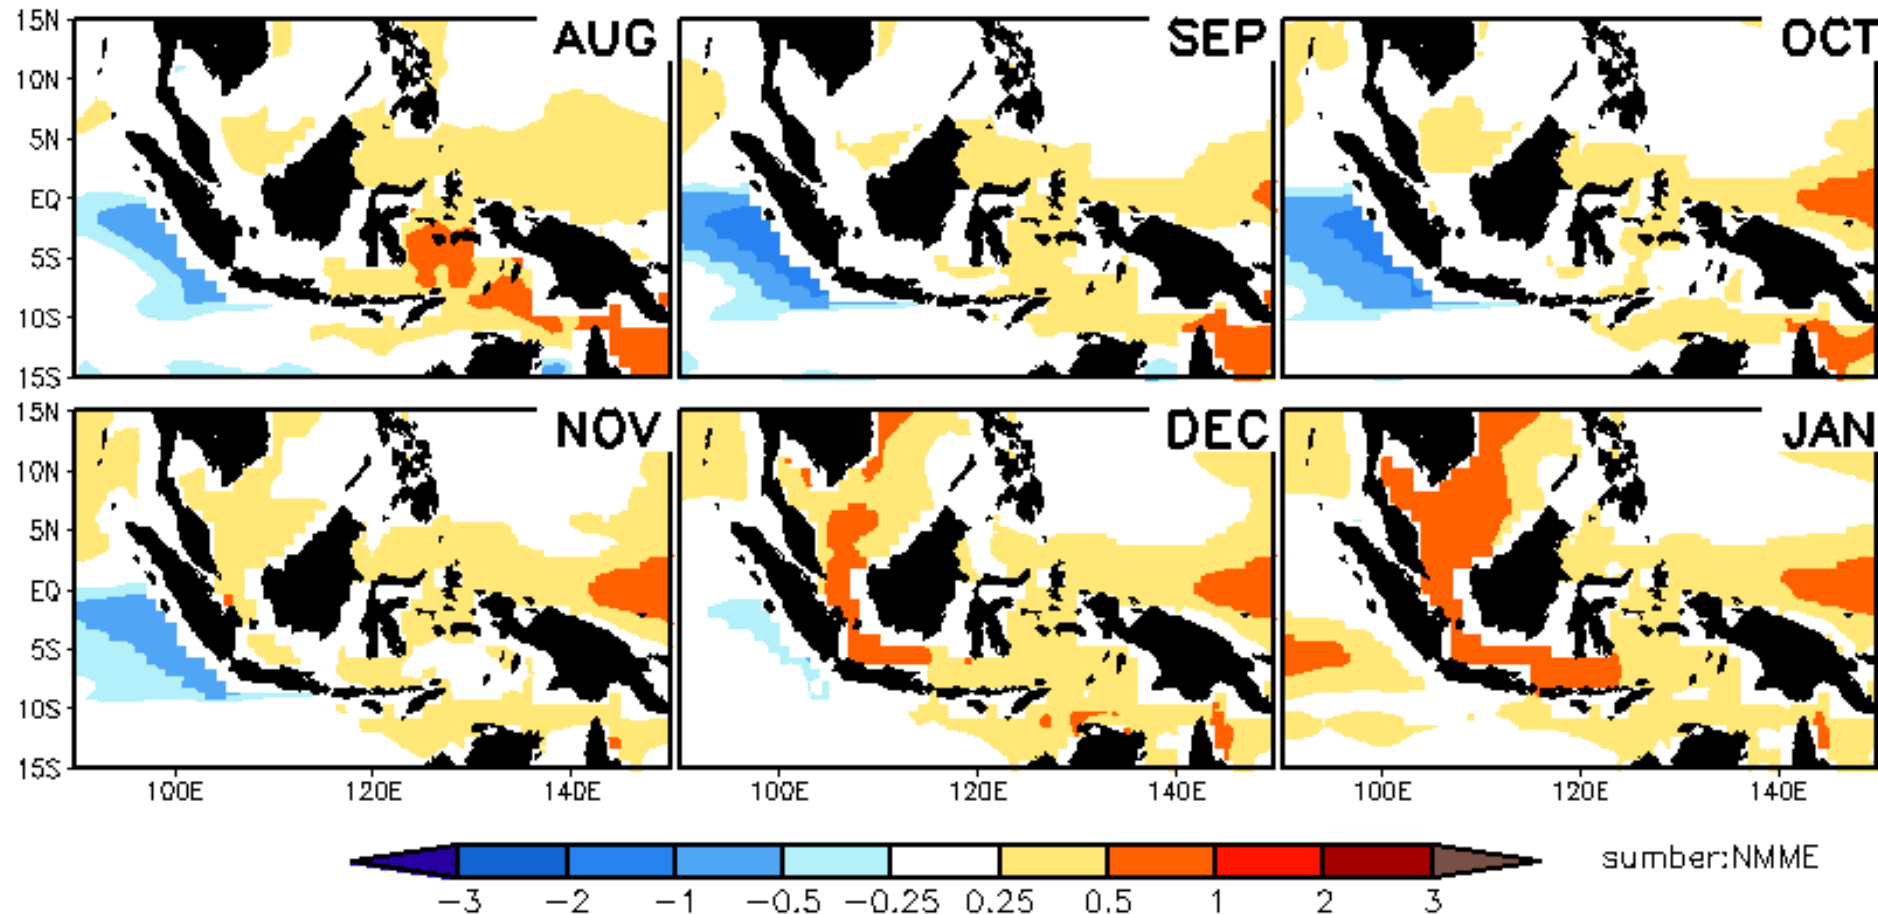 15N
10N
5N
EQ
5S
10S
15S
AUG
SEP
OCT
15N
10N
5N
EQ
5S
10S
15S
NOV
DEC
JAN
100E 120E 140E 100E 120E 140E 100E 120E 140E
-3 -2 -1 -0.5 -0.25 0.25 0.5 1 2 3
sumber:NMME